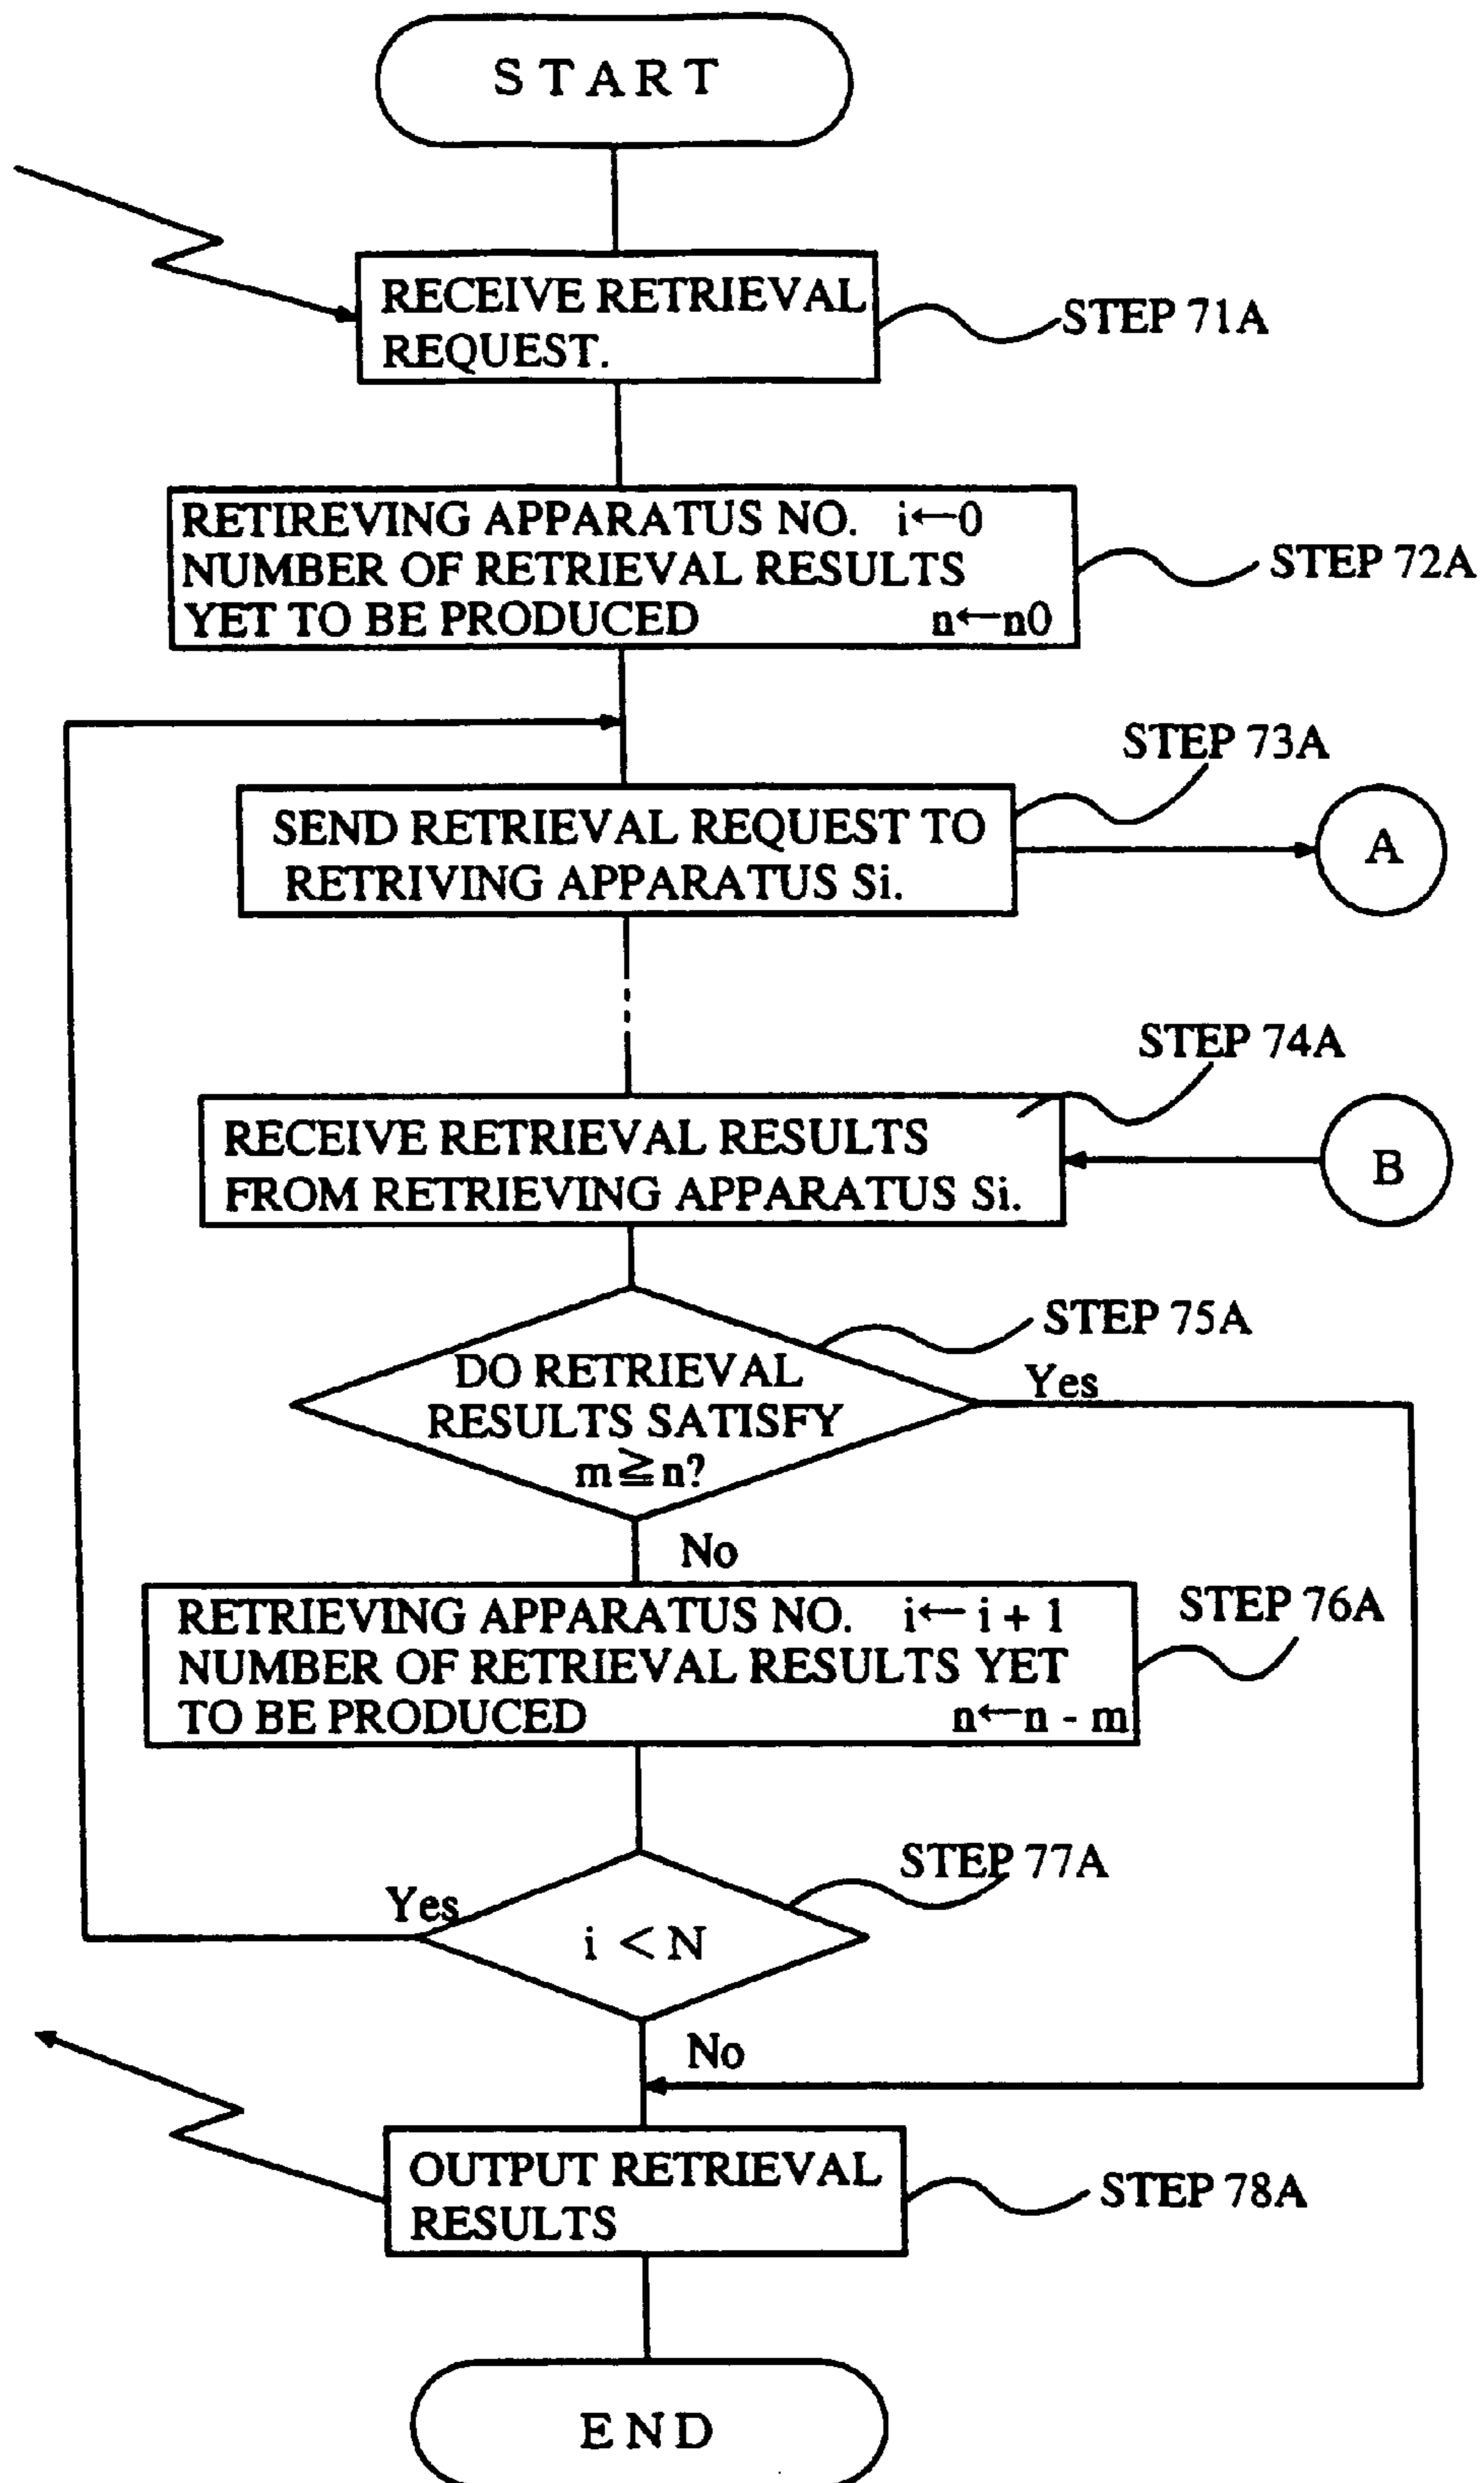 START
RECEIVE RETRIEVAL
REQUEST.
STEP 71A
RETIREVING APPARATUS NO. i←0
NUMBER OF RETRIEVAL RESULTS
YET TO BE PRODUCED n←n0
STEP 72A
STEP 73A
SEND RETRIEVAL REQUEST TO
RETRIVING APPARATUS Si.
A
STEP 74A
RECEIVE RETRIEVAL RESULTS
FROM RETRIEVING APPARATUS Si.
B
STEP 75A
DO RETRIEVAL
RESULTS SATISFY
m≧n?
Yes
No
RETRIEVING APPARATUS NO. i← i + 1
NUMBER OF RETRIEVAL RESULTS YET
TO BE PRODUCED n←n - m
STEP 76A
STEP 77A
Yes
i < N
No
OUTPUT RETRIEVAL
RESULTS
STEP 78A
END